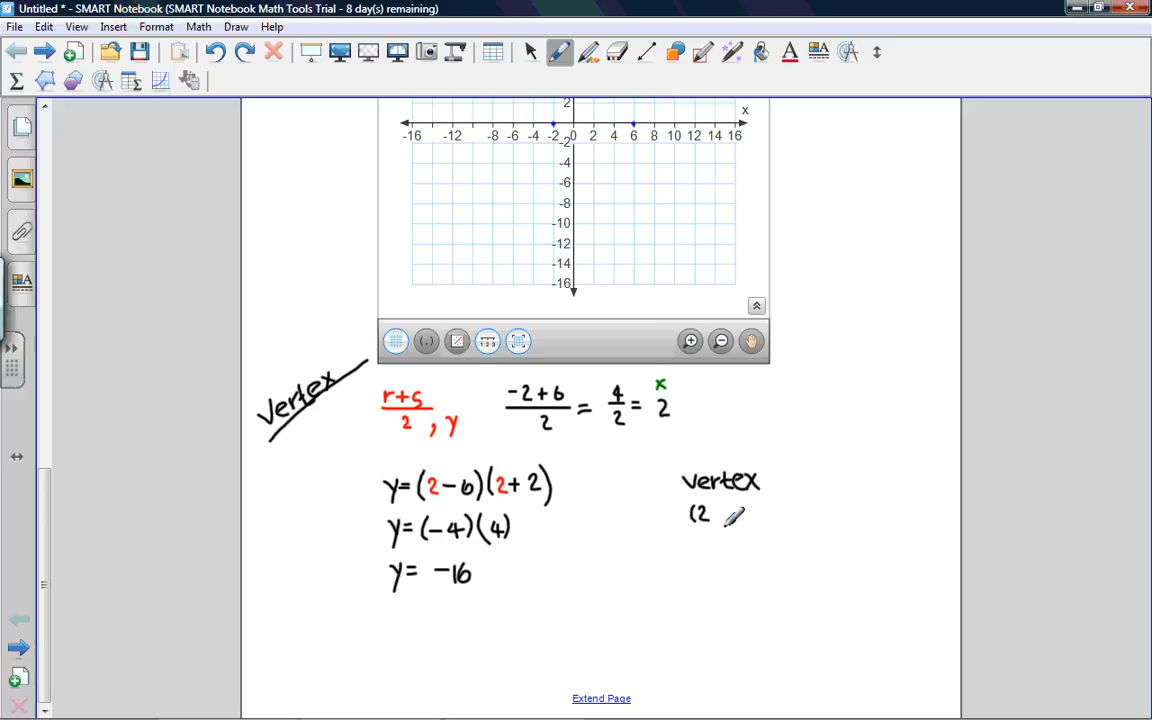 Untitled * - SMART Notebook (SMART Notebook Math Tools Trial - 8 day(s) remaining)
File Edit View Insert Format Math Draw Help
2
x
-16 -12 -8 -6 -4 -2 0 2 4 6 8 10 12 14 16
-2
-4
-6
-8
-10
-12
-14
-16
Vertex
r+s/2, y
-2+6/2 = 4/2 = 2
x
y=(2-6)(2+2)
y=(-4)(4)
y= -16
vertex
(2
Extend Page